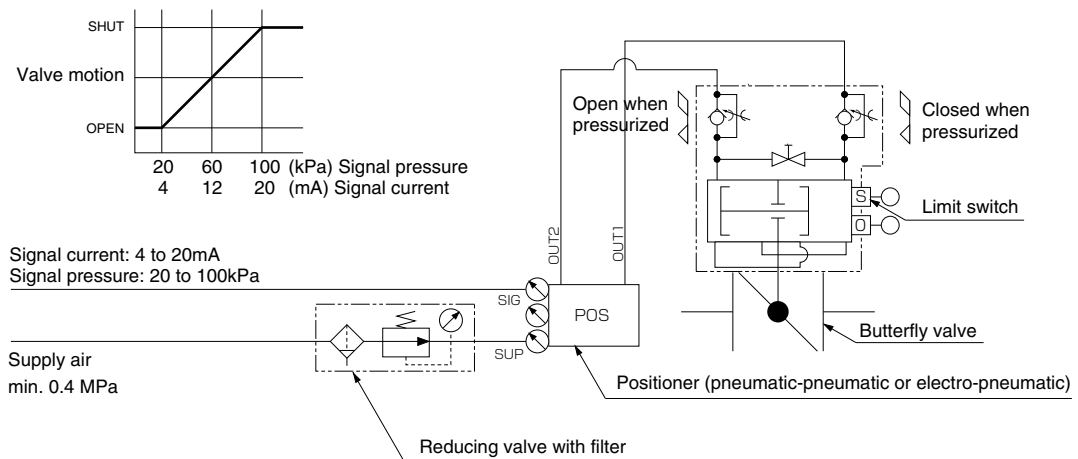 SHUT
Valve motion
OPEN
20 60 100 (kPa) Signal pressure
4 12 20 (mA) Signal current
Open when
pressurized
Closed when
pressurized
S
O
Limit switch
OUT2
OUT1
Signal current: 4 to 20mA
Signal pressure: 20 to 100kPa
SIG
POS
SUP
Butterfly valve
Supply air
min. 0.4 MPa
Positioner (pneumatic-pneumatic or electro-pneumatic)
Reducing valve with filter